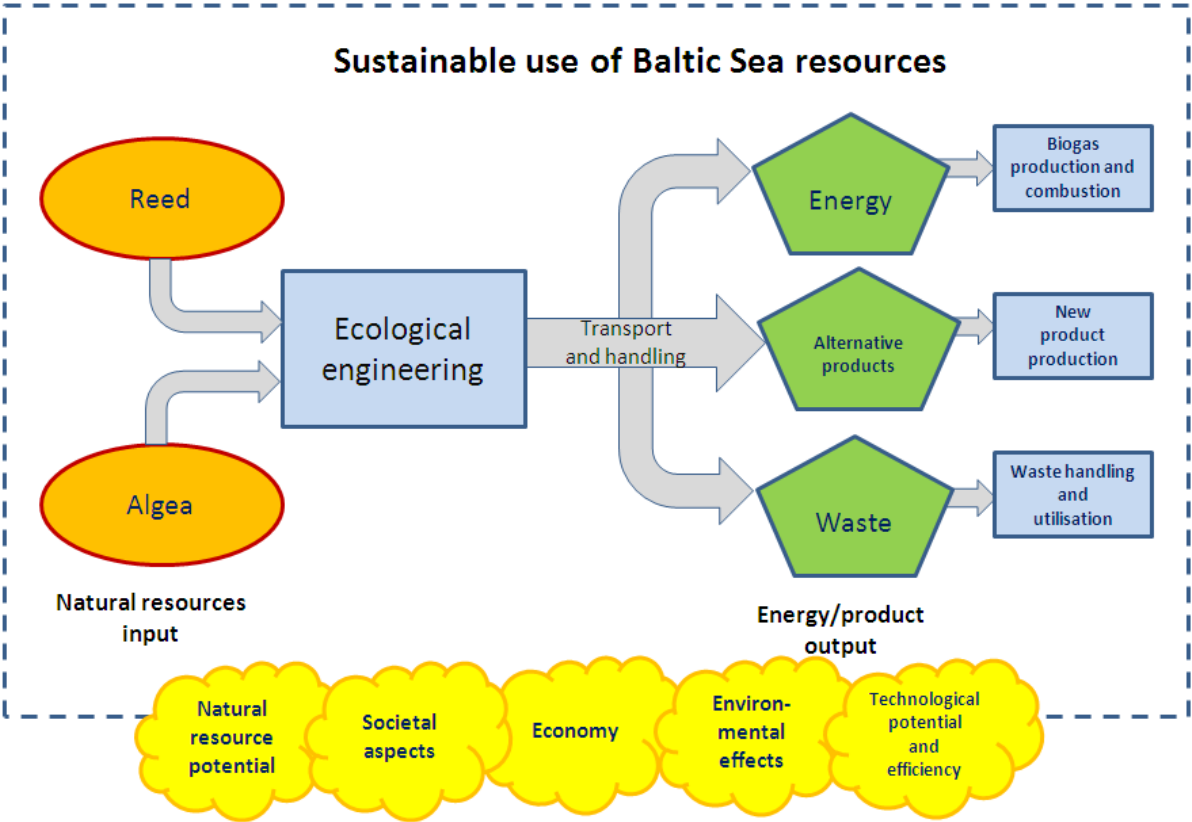 Sustainable use of Baltic Sea resources
Reed
Algea
Natural resources
input
Ecological
engineering
Transport
and handling
Energy
Alternative
products
Waste
Energy/product
output
Biogas
production and
combustion
New
product
production
Waste handling
and
utilisation
Natural
resource
potential
Societal
aspects
Economy
Environ-
mental
effects
Technological
potential
and
efficiency